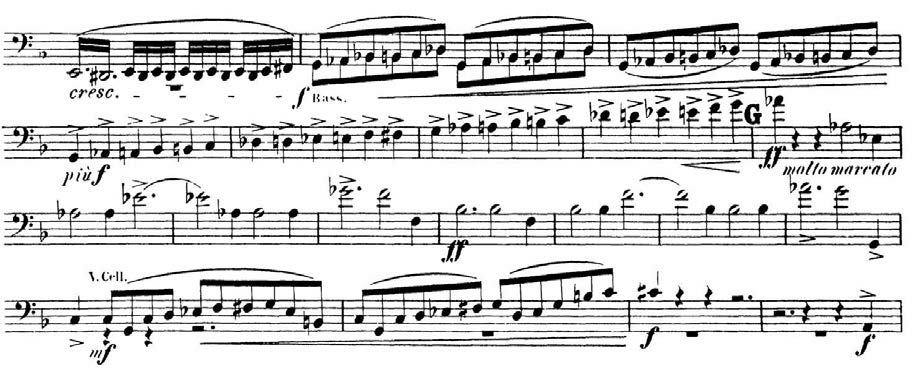 cresc.
f Bass.
più f
G
ff molto marcato
ff
V.Cell.
mf
f
f